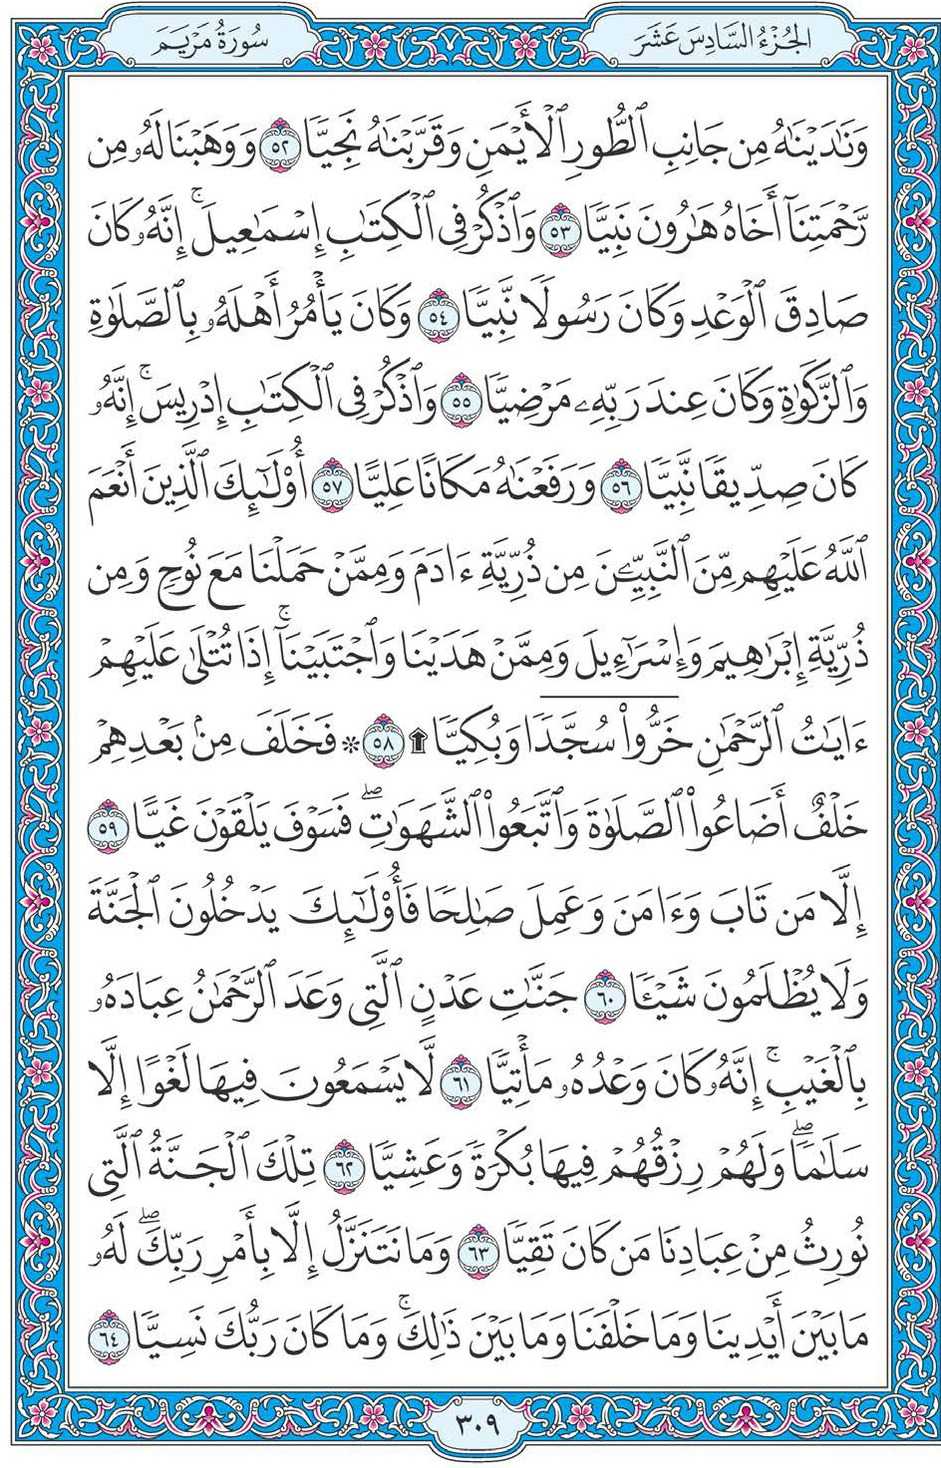 الجُزْءُ السَّادِسَ عَشَرَ
سُورَةُ مَرْيَمَ
وَنَٰدَيْنَٰهُ مِن جَانِبِ ٱلطُّورِ ٱلْأَيْمَنِ وَقَرَّبْنَٰهُ نَجِيًّا ٥٢ وَوَهَبْنَا لَهُۥ مِن
رَّحْمَتِنَآ أَخَاهُ هَٰرُونَ نَبِيًّا ٥٣ وَٱذْكُرْ فِى ٱلْكِتَٰبِ إِسْمَٰعِيلَ ۚ إِنَّهُۥ كَانَ
صَادِقَ ٱلْوَعْدِ وَكَانَ رَسُولًا نَّبِيًّا ٥٤ وَكَانَ يَأْمُرُ أَهْلَهُۥ بِٱلصَّلَوٰةِ
وَٱلزَّكَوٰةِ وَكَانَ عِندَ رَبِّهِۦ مَرْضِيًّا ٥٥ وَٱذْكُرْ فِى ٱلْكِتَٰبِ إِدْرِيسَ ۚ إِنَّهُۥ
كَانَ صِدِّيقًا نَّبِيًّا ٥٦ وَرَفَعْنَٰهُ مَكَانًا عَلِيًّا ٥٧ أُو۟لَٰٓئِكَ ٱلَّذِينَ أَنْعَمَ
ٱللَّهُ عَلَيْهِم مِّنَ ٱلنَّبِيِّۦنَ مِن ذُرِّيَّةِ ءَادَمَ وَمِمَّنْ حَمَلْنَا مَعَ نُوحٍ وَمِن
ذُرِّيَّةِ إِبْرَٰهِيمَ وَإِسْرَٰٓءِيلَ وَمِمَّنْ هَدَيْنَا وَٱجْتَبَيْنَآ ۚ إِذَا تُتْلَىٰ عَلَيْهِمْ
ءَايَٰتُ ٱلرَّحْمَٰنِ خَرُّوا۟ سُجَّدًا وَبُكِيًّا ⇧ ٥٨ * فَخَلَفَ مِنۢ بَعْدِهِمْ
خَلْفٌ أَضَاعُوا۟ ٱلصَّلَوٰةَ وَٱتَّبَعُوا۟ ٱلشَّهَوَٰتِ ۖ فَسَوْفَ يَلْقَوْنَ غَيًّا ٥٩
إِلَّا مَن تَابَ وَءَامَنَ وَعَمِلَ صَٰلِحًا فَأُو۟لَٰٓئِكَ يَدْخُلُونَ ٱلْجَنَّةَ
وَلَا يُظْلَمُونَ شَيْـًٔا ٦٠ جَنَّٰتِ عَدْنٍ ٱلَّتِى وَعَدَ ٱلرَّحْمَٰنُ عِبَادَهُۥ
بِٱلْغَيْبِ ۚ إِنَّهُۥ كَانَ وَعْدُهُۥ مَأْتِيًّا ٦١ لَّا يَسْمَعُونَ فِيهَا لَغْوًا إِلَّا
سَلَٰمًا ۖ وَلَهُمْ رِزْقُهُمْ فِيهَا بُكْرَةً وَعَشِيًّا ٦٢ تِلْكَ ٱلْجَنَّةُ ٱلَّتِى
نُورِثُ مِنْ عِبَادِنَا مَن كَانَ تَقِيًّا ٦٣ وَمَا نَتَنَزَّلُ إِلَّا بِأَمْرِ رَبِّكَ ۖ لَهُۥ
مَا بَيْنَ أَيْدِينَا وَمَا خَلْفَنَا وَمَا بَيْنَ ذَٰلِكَ ۚ وَمَا كَانَ رَبُّكَ نَسِيًّا ٦٤
٣٠٩